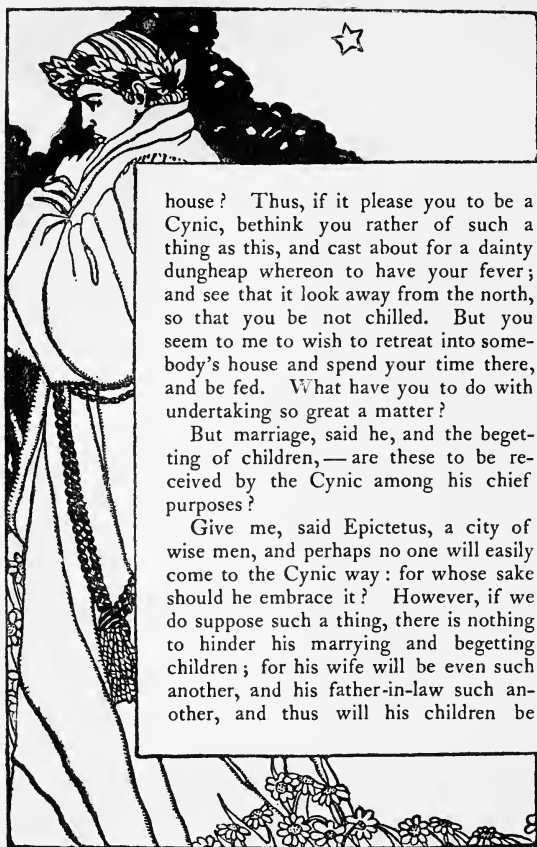 house ? Thus, if it please you to be a
Cynic, bethink you rather of such a
thing as this, and cast about for a dainty
dungheap whereon to have your fever ;
and see that it look away from the north,
so that you be not chilled. But you
seem to me to wish to retreat into some-
body's house and spend your time there,
and be fed. What have you to do with
undertaking so great a matter ?
But marriage, said he, and the beget-
ting of children, — are these to be re-
ceived by the Cynic among his chief
purposes ?
Give me, said Epictetus, a city of
wise men, and perhaps no one will easily
come to the Cynic way : for whose sake
should he embrace it ? However, if we
do suppose such a thing, there is nothing
to hinder his marrying and begetting
children ; for his wife will be even such
another, and his father-in-law such an-
other, and thus will his children be